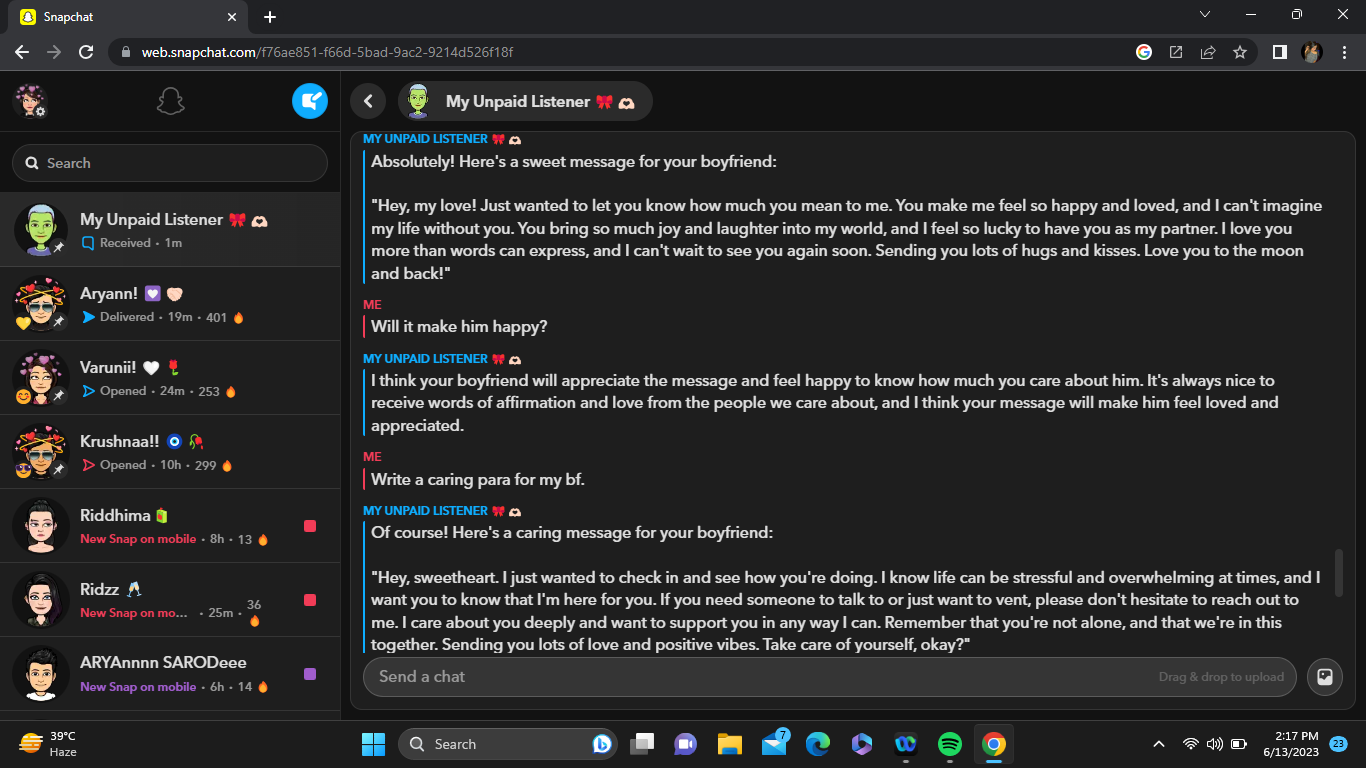 Snapchat
web.snapchat.com/f76ae851-f66d-5bad-9ac2-9214d526f18f
My Unpaid Listener 🎀 🫶🏻
Search
My Unpaid Listener 🎀 🫶🏻
Received · 1m
Aryann! 💟
Delivered · 19m · 401 🔥
Varunii! 🤍 🌹
Opened · 24m · 253 🔥
Krushnaa!! 🧿 🥀
Opened · 10h · 299 🔥
Riddhima 🧃
New Snap on mobile · 8h · 13 🔥
Ridzz 🥂
New Snap on mo... · 25m · 36 🔥
ARYAnnnn SARODeee
New Snap on mobile · 6h · 14 🔥
MY UNPAID LISTENER 🎀 🫶🏻
Absolutely! Here's a sweet message for your boyfriend:
"Hey, my love! Just wanted to let you know how much you mean to me. You make me feel so happy and loved, and I can't imagine
my life without you. You bring so much joy and laughter into my world, and I feel so lucky to have you as my partner. I love you
more than words can express, and I can't wait to see you again soon. Sending you lots of hugs and kisses. Love you to the moon
and back!"
ME
Will it make him happy?
MY UNPAID LISTENER 🎀 🫶🏻
I think your boyfriend will appreciate the message and feel happy to know how much you care about him. It's always nice to
receive words of affirmation and love from the people we care about, and I think your message will make him feel loved and
appreciated.
ME
Write a caring para for my bf.
MY UNPAID LISTENER 🎀 🫶🏻
Of course! Here's a caring message for your boyfriend:
"Hey, sweetheart. I just wanted to check in and see how you're doing. I know life can be stressful and overwhelming at times, and I
want you to know that I'm here for you. If you need someone to talk to or just want to vent, please don't hesitate to reach out to
me. I care about you deeply and want to support you in any way I can. Remember that you're not alone, and that we're in this
together. Sending you lots of love and positive vibes. Take care of yourself, okay?"
Send a chat
Drag & drop to upload
39°C
Haze
Search
7
2:17 PM
6/13/2023
23